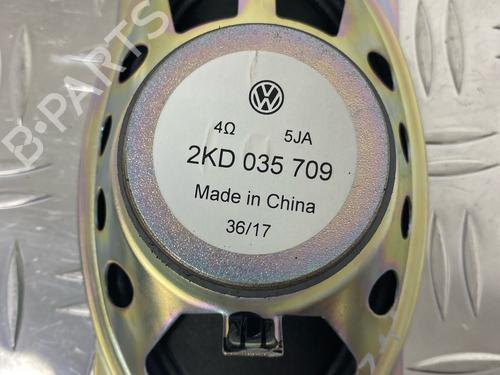 B-PARTS
4Ω 5JA
2KD 035 709
Made in China
36/17